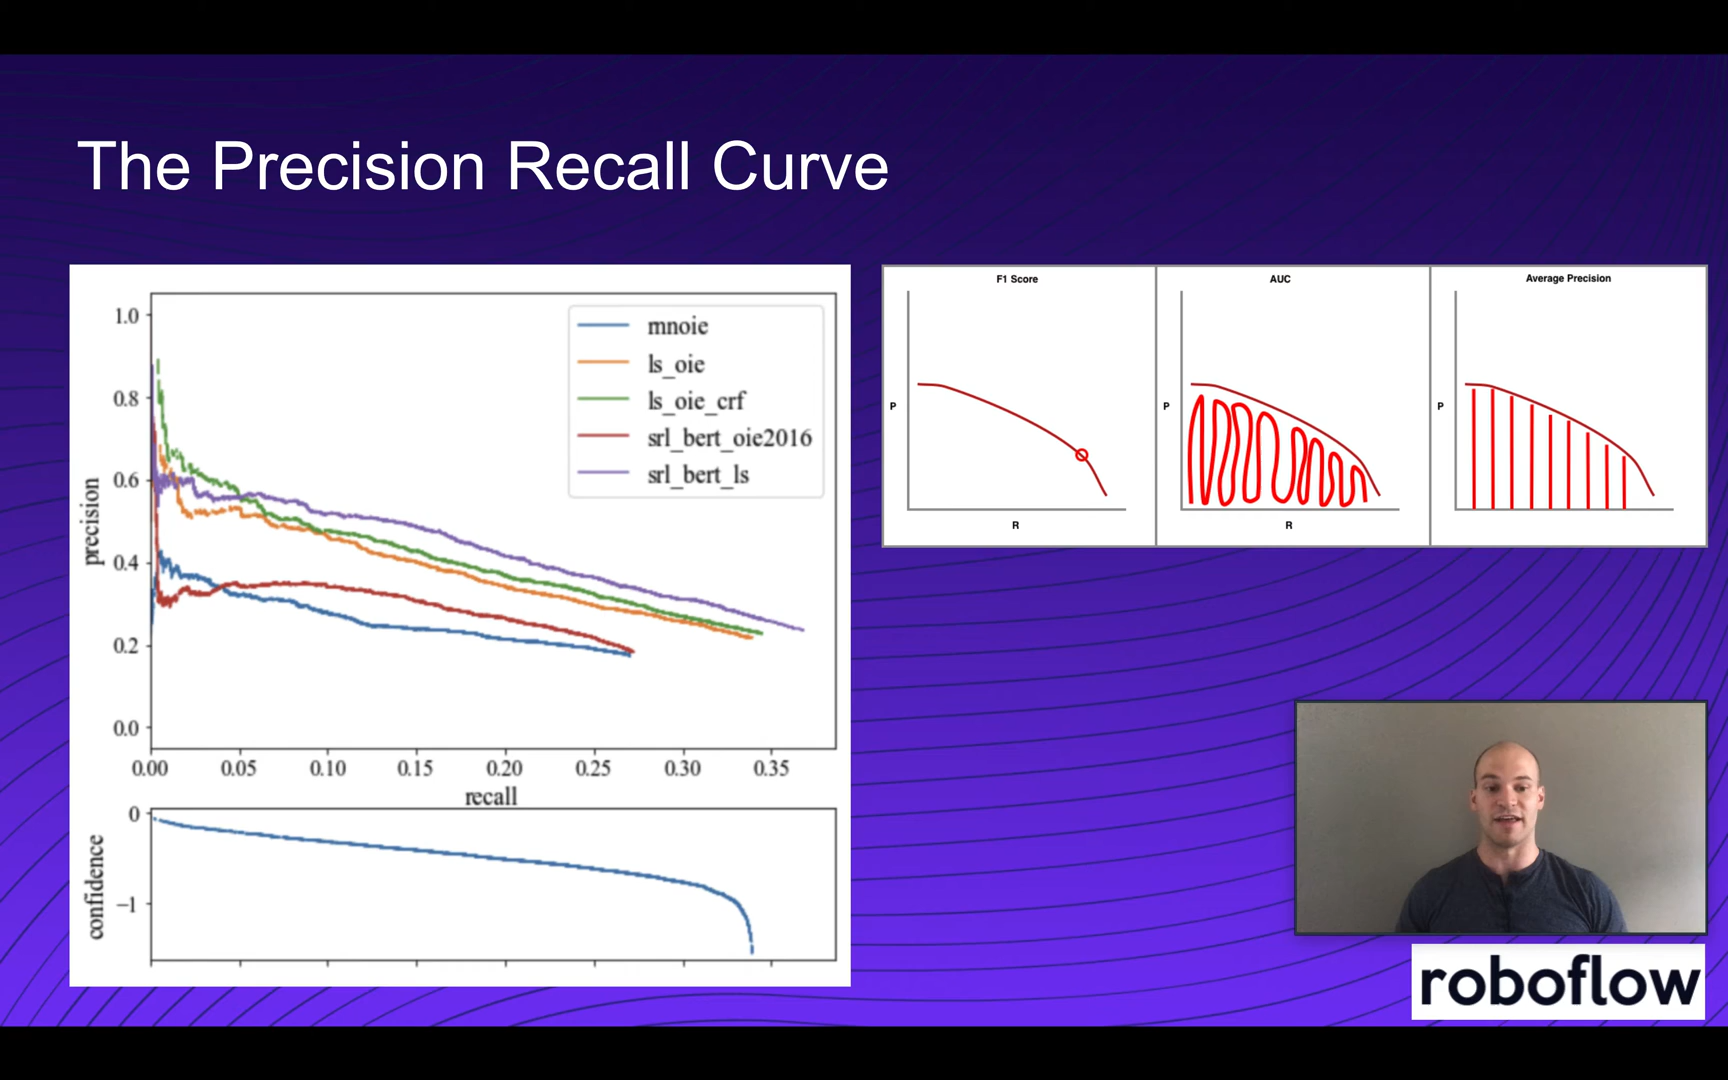 The Precision Recall Curve
1.0
0.8
0.6
0.4
0.2
0.0
precision
rnnoie
ls_oie
ls_oie_crf
srl_bert_oie2016
srl_bert_ls
0.00 0.05 0.10 0.15 0.20 0.25 0.30 0.35
recall
0
−1
confidence
F1 Score
P
R
AUC
P
R
Average Precision
P
roboflow